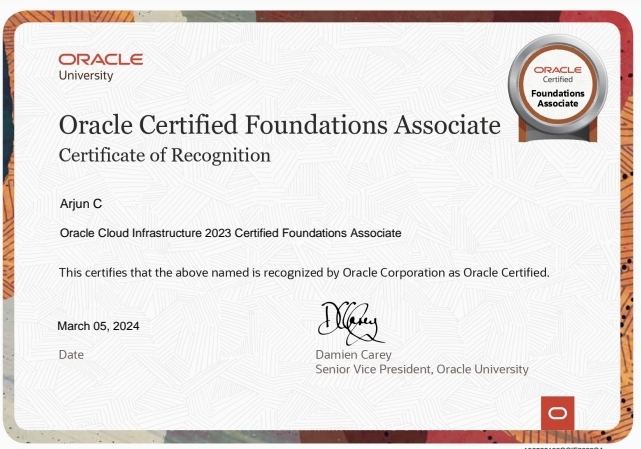 ORACLE
University
ORACLE
Certified
Foundations
Associate
Oracle Certified Foundations Associate
Certificate of Recognition
Arjun C
Oracle Cloud Infrastructure 2023 Certified Foundations Associate
This certifies that the above named is recognized by Oracle Corporation as Oracle Certified.
March 05, 2024
Date
Damien Carey
Senior Vice President, Oracle University